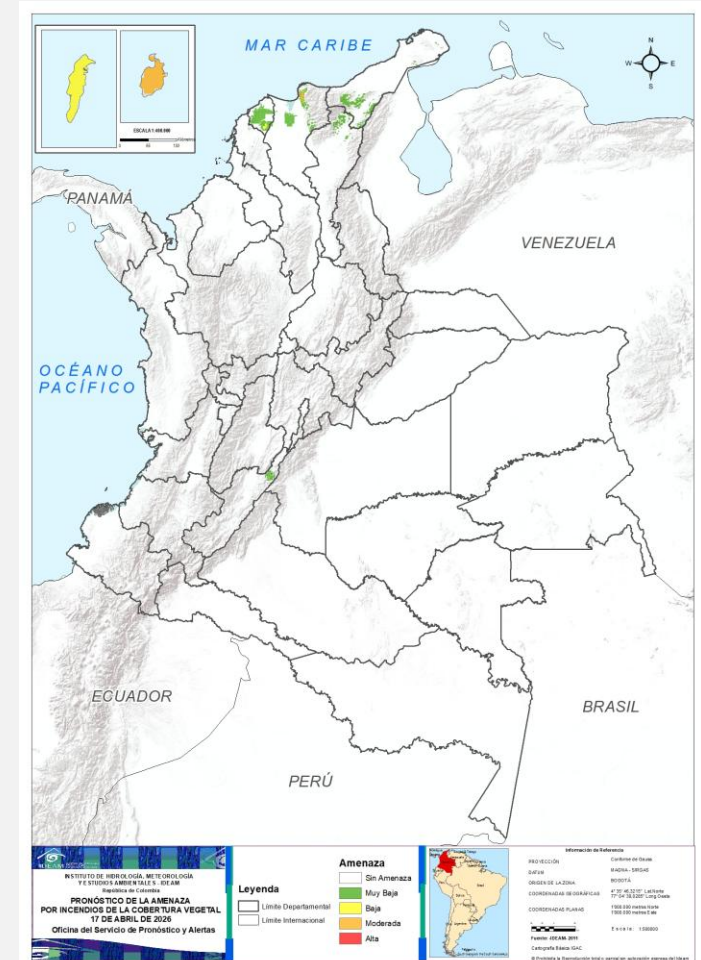 MAR CARIBE
N
W
E
S
ESCALA 1:400.000
PANAMÁ
VENEZUELA
OCÉANO
PACÍFICO
ECUADOR
BRASIL
PERÚ
INSTITUTO DE HIDROLOGÍA, METEOROLOGÍA
Y ESTUDIOS AMBIENTALES - IDEAM
República de Colombia
PRONÓSTICO DE LA AMENAZA
POR INCENDIOS DE LA COBERTURA VEGETAL
17 DE ABRIL DE 2026
Oficina del Servicio de Pronóstico y Alertas
Leyenda
Límite Departamental
Límite Internacional
Amenaza
Sin Amenaza
Muy Baja
Baja
Moderada
Alta
Información de Referencia
PROYECCIÓN
Conforme de Gauss
DATUM
MAGNA - SIRGAS
ORIGEN DE LA ZONA
BOGOTÁ
COORDENADAS GEOGRÁFICAS
COORDENADAS PLANAS
1'000.000 metros Norte
1'000.000 metros Este
Fuente: IDEAM- 2011
Cartografía Básica IGAC